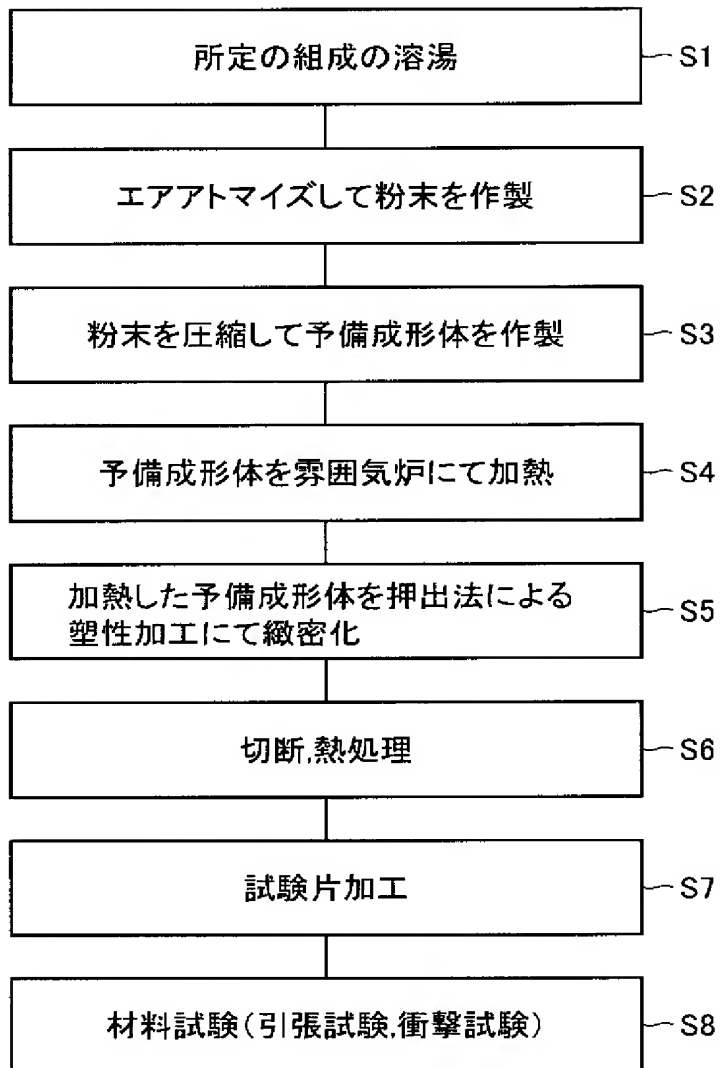 所定の組成の溶湯 S1
エアアトマイズして粉末を作製 S2
粉末を圧縮して予備成形体を作製 S3
予備成形体を雰囲気炉にて加熱 S4
加熱した予備成形体を押出法による
塑性加工にて緻密化 S5
切断,熱処理 S6
試験片加工 S7
材料試験(引張試験,衝撃試験) S8